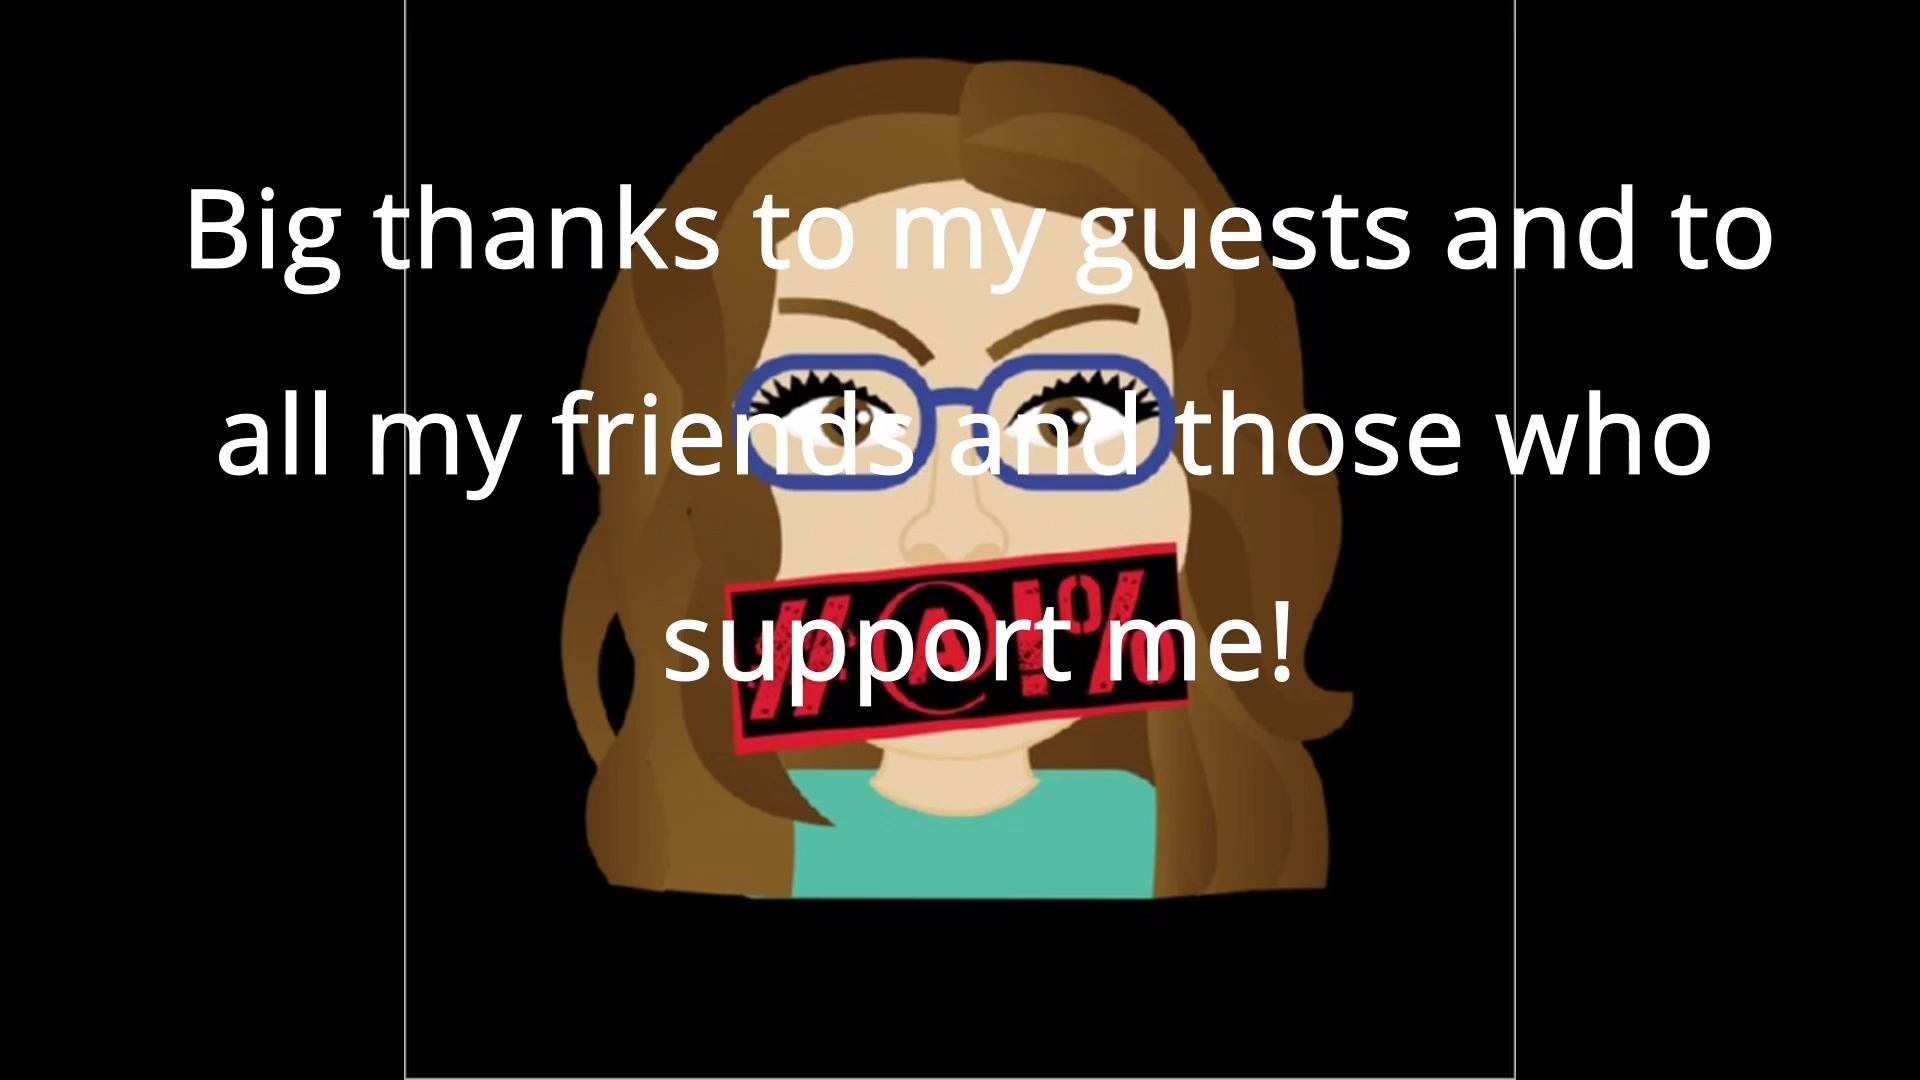 Big thanks to my guests and to
all my friends and those who
support me!
#@!%